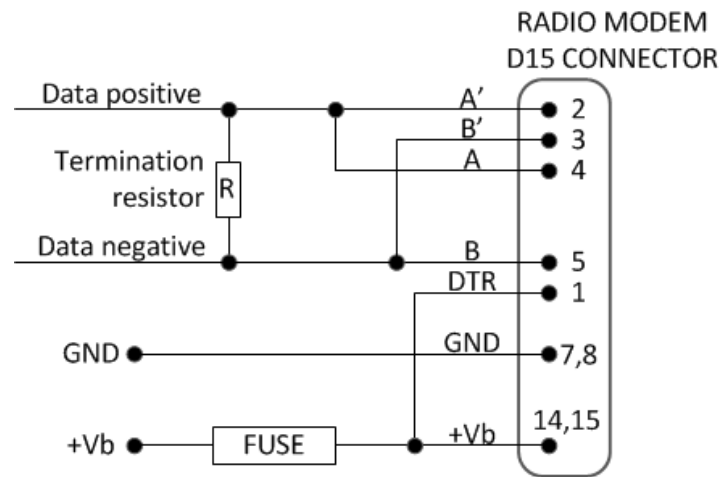 RADIO MODEM
D15 CONNECTOR
Data positive
A’
2
B’
3
Termination
resistor
R
A
4
Data negative
B
5
DTR
1
GND
GND
7,8
+Vb
FUSE
+Vb
14,15